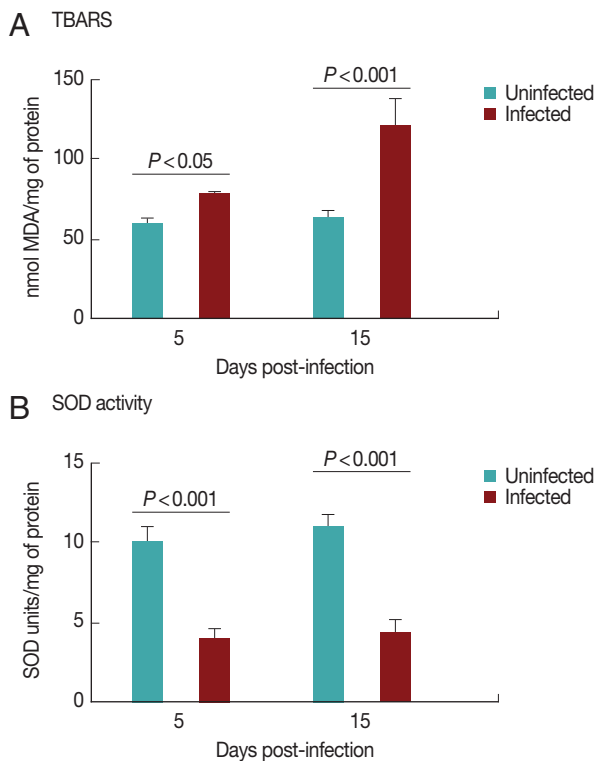 A TBARS
nmol MDA/mg of protein
150
100
50
0
P<0.05
P<0.001
Uninfected
Infected
5 15
Days post-infection
B SOD activity
SOD units/mg of protein
15
10
5
0
P<0.001
P<0.001
Uninfected
Infected
5 15
Days post-infection